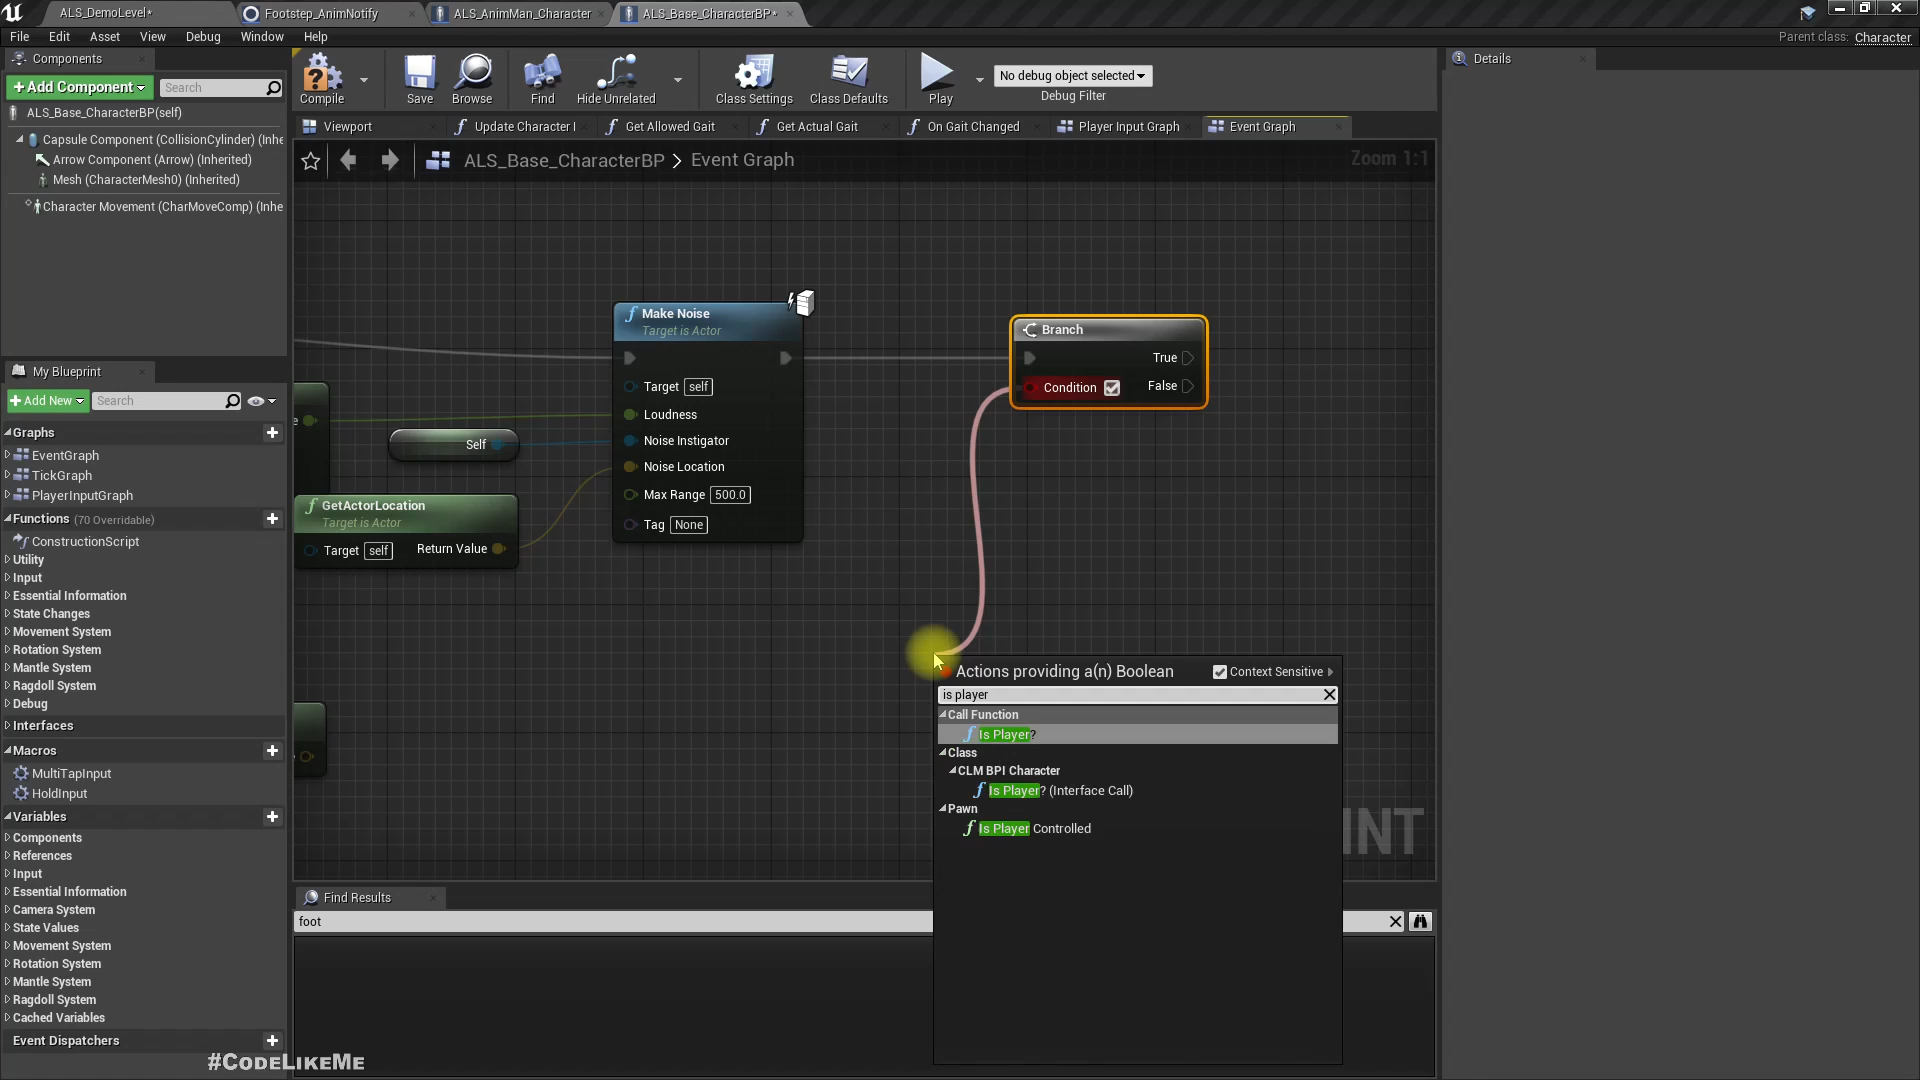 ALS_DemoLevel*
Footstep_AnimNotify
ALS_AnimMan_Character
ALS_Base_CharacterBP*
File Edit Asset View Debug Window Help
Parent class: Character
Components
+Add Component
Search
ALS_Base_CharacterBP(self)
Capsule Component (CollisionCylinder) (Inhe
Arrow Component (Arrow) (Inherited)
Mesh (CharacterMesh0) (Inherited)
Character Movement (CharMoveComp) (Inhe
Compile
Save
Browse
Find
Hide Unrelated
Class Settings
Class Defaults
Play
No debug object selected
Debug Filter
Details
Viewport
Update Character I
Get Allowed Gait
Get Actual Gait
On Gait Changed
Player Input Graph
Event Graph
ALS_Base_CharacterBP > Event Graph
Zoom 1:1
Make Noise
Target is Actor
Target self
Loudness
Noise Instigator
Noise Location
Max Range 500.0
Tag None
e
Self
GetActorLocation
Target is Actor
Target self
Return Value
Branch
True
Condition
False
My Blueprint
+Add New
Search
Graphs
EventGraph
TickGraph
PlayerInputGraph
Functions (70 Overridable)
ConstructionScript
Utility
Input
Essential Information
State Changes
Movement System
Rotation System
Mantle System
Ragdoll System
Debug
Interfaces
Macros
MultiTapInput
HoldInput
Variables
Components
References
Input
Essential Information
Camera System
State Values
Movement System
Rotation System
Mantle System
Ragdoll System
Cached Variables
Event Dispatchers
Actions providing a(n) Boolean
Context Sensitive
is player
Call Function
Is Player?
Class
CLM BPI Character
Is Player? (Interface Call)
Pawn
Is Player Controlled
INT
Find Results
foot
#CodeLikeMe